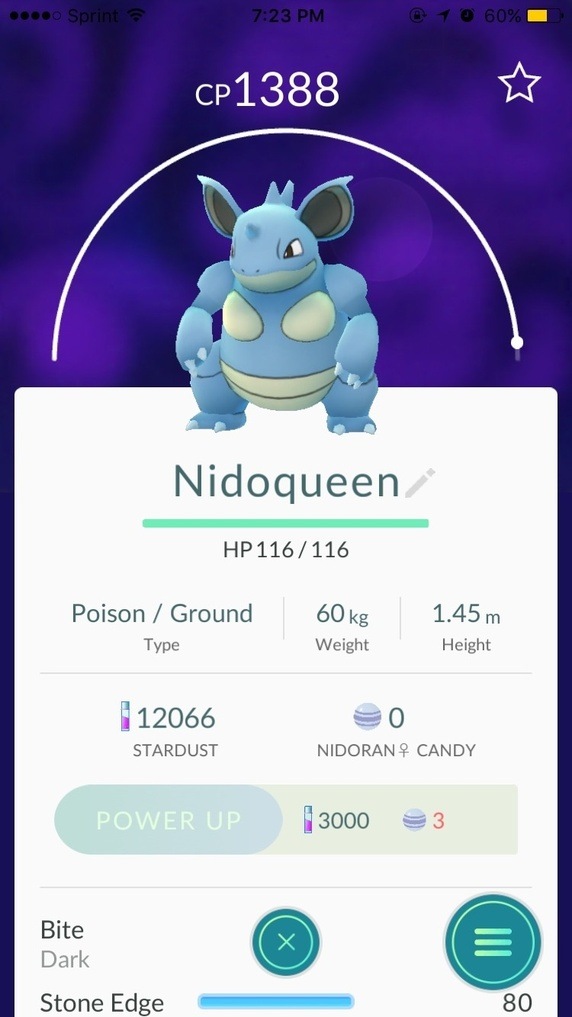 Sprint 7:23 PM 60%
CP1388
Nidoqueen
HP 116 / 116
Poison / Ground 60 kg 1.45 m
Type Weight Height
12066 0
STARDUST NIDORAN♀ CANDY
POWER UP 3000 3
Bite
Dark
Stone Edge 80